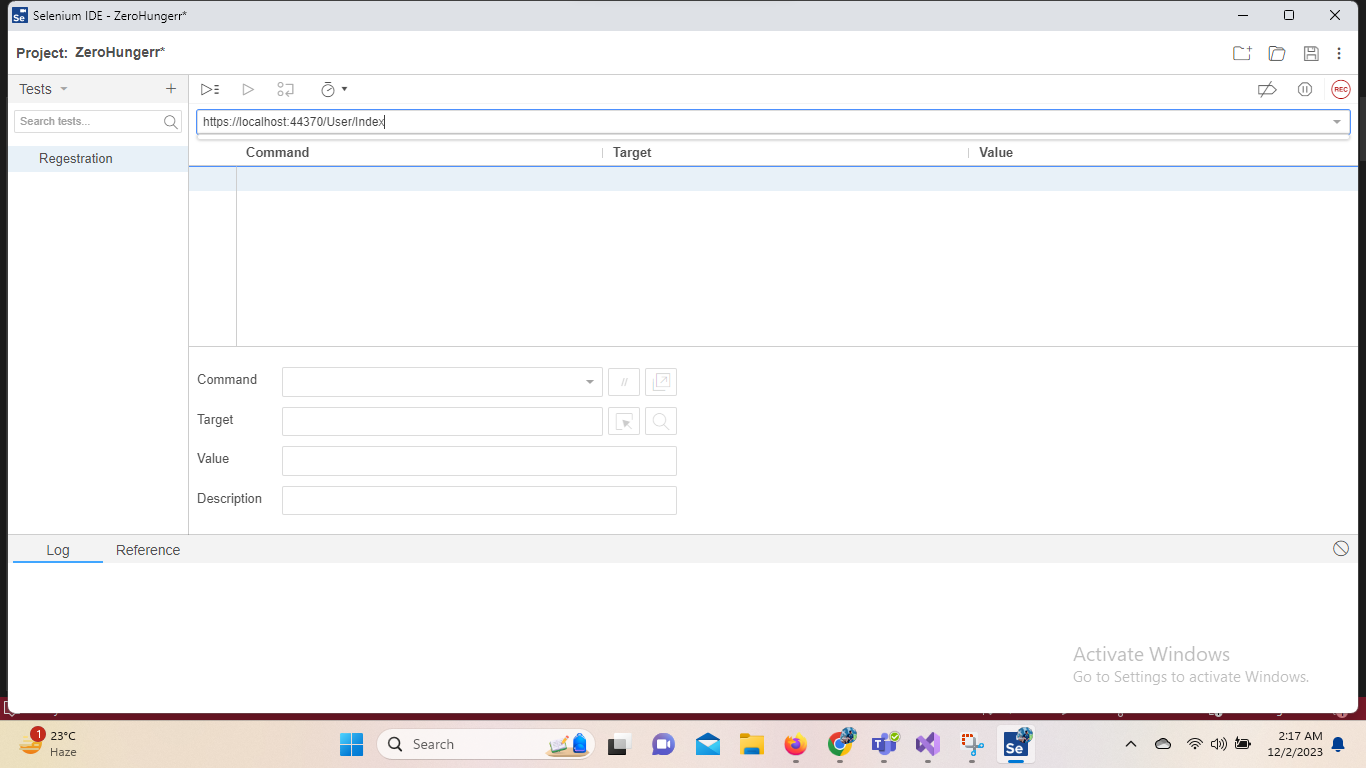 Selenium IDE - ZeroHungerr*
Project: ZeroHungerr*
Tests
Search tests...
Regestration
REC
https://localhost:44370/User/Index
Command Target Value
Command
//
Target
Value
Description
Log Reference
Activate Windows
Go to Settings to activate Windows.
1
23°C
Haze
Search
Se
2:17 AM
12/2/2023